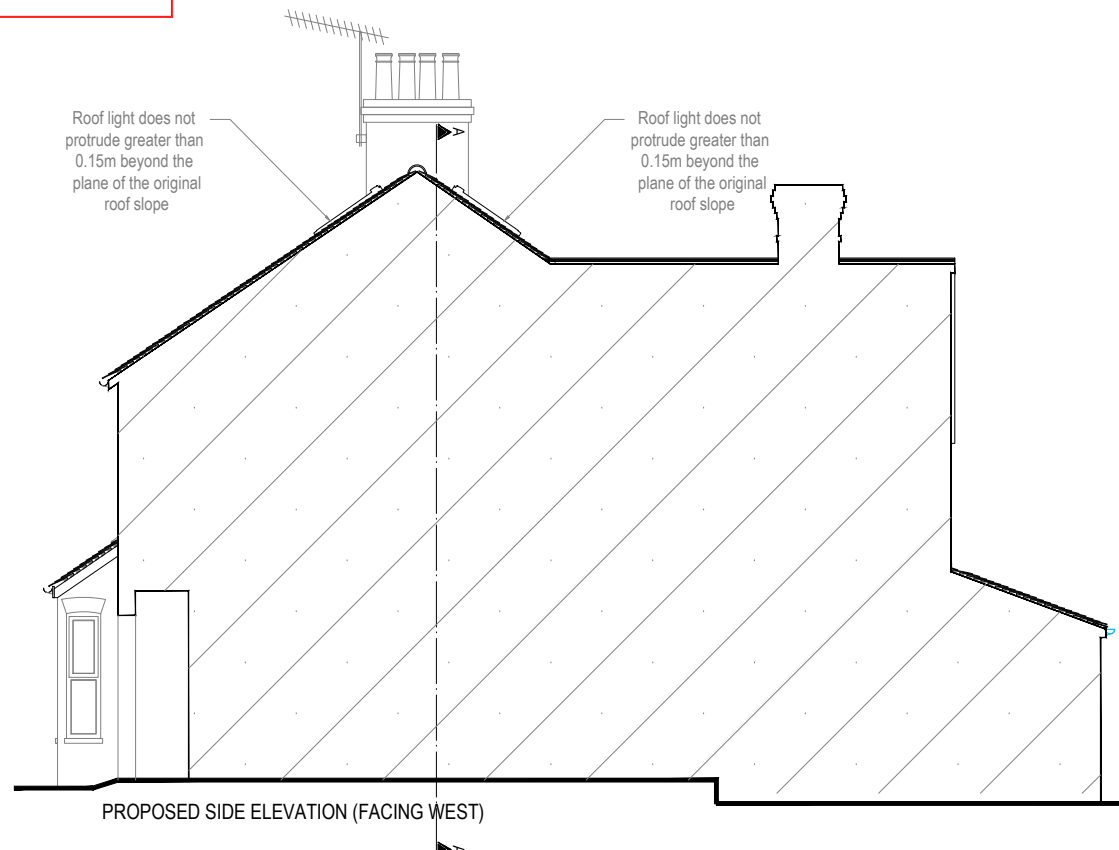 Roof light does not
protrude greater than
0.15m beyond the
plane of the original
roof slope
Roof light does not
protrude greater than
0.15m beyond the
plane of the original
roof slope
A
PROPOSED SIDE ELEVATION (FACING WEST)
A